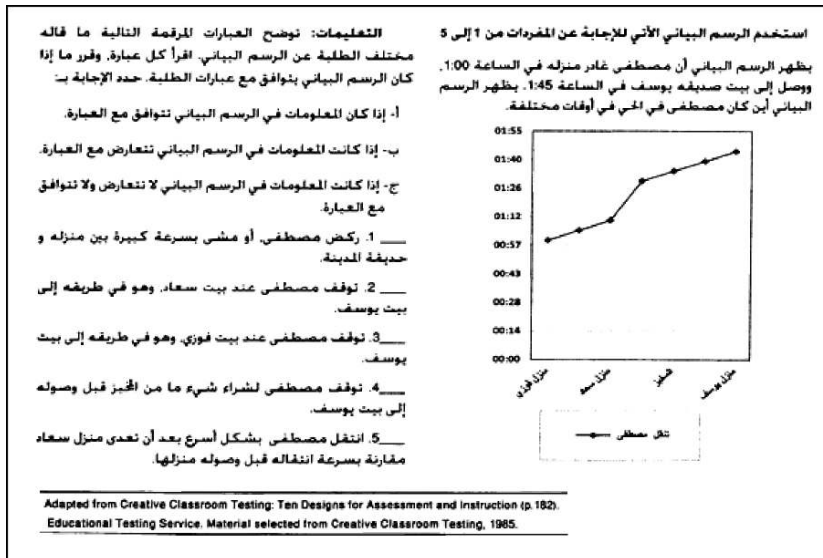 استخدم الرسم البياني الآتي للإجابة عن المفردات من 1 إلى 5
يظهر الرسم البياني أن مصطفى غادر منزله في الساعة 1:00,
ووصل إلى بيت صديقه يوسف في الساعة 1:45. يظهر الرسم
البياني أين كان مصطفى في الحي في أوقات مختلفة.
01:55
01:40
01:26
01:12
00:57
00:43
00:28
00:14
00:00
منزل فوزي
منزل سعاد
المخبز
منزل يوسف
تنقل مصطفى
التعليمات: توضح العبارات المرقمة التالية ما قاله
مختلف الطلبة عن الرسم البياني. اقرأ كل عبارة, وقرر ما إذا
كان الرسم البياني يتوافق مع عبارات الطلبة. حدد الإجابة بـ:
أ- إذا كان المعلومات في الرسم البياني تتوافق مع العبارة.
ب- إذا كانت المعلومات في الرسم البياني تتعارض مع العبارة.
ج- إذا كانت المعلومات في الرسم البياني لا تتعارض ولا تتوافق
مع العبارة.
___ 1. ركض مصطفى, أو مشى بسرعة كبيرة بين منزله و
حديقة المدينة.
___ 2. توقف مصطفى عند بيت سعاد, وهو في طريقه إلى
بيت يوسف.
___3. توقف مصطفى عند بيت فوزي, وهو في طريقه إلى بيت
يوسف.
___4. توقف مصطفى لشراء شيء ما من المخبز قبل وصوله
إلى بيت يوسف.
___5. انتقل مصطفى بشكل أسرع بعد أن تعدى منزل سعاد
مقارنة بسرعة انتقاله قبل وصوله منزلها.
Adapted from Creative Classroom Testing: Ten Designs for Assessment and Instruction (p.182).
Educational Testing Service. Material selected from Creative Classroom Testing, 1985.